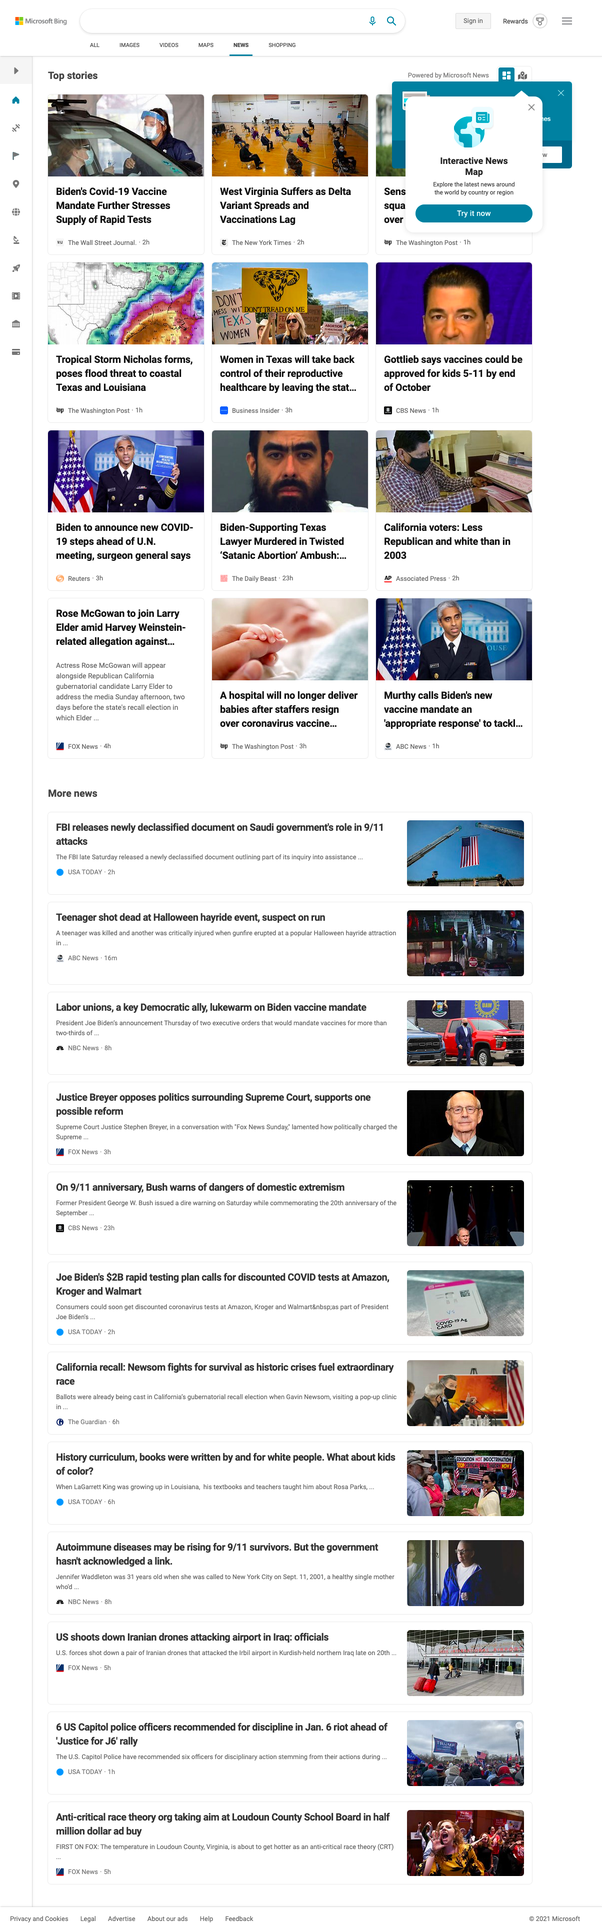 Microsoft Bing
Sign in
Rewards
ALL
IMAGES
VIDEOS
MAPS
NEWS
SHOPPING
Top stories
Powered by Microsoft News
Interactive News
Map
Explore the latest news around
the world by country or region
Try it now
Biden's Covid-19 Vaccine
Mandate Further Stresses
Supply of Rapid Tests
The Wall Street Journal. · 2h
West Virginia Suffers as Delta
Variant Spreads and
Vaccinations Lag
The New York Times · 2h
Sens
squa
over
The Washington Post · 1h
Tropical Storm Nicholas forms,
poses flood threat to coastal
Texas and Louisiana
The Washington Post · 1h
DON'T
MESS WITH
TEXAS
WOMEN
DON'T TREAD ON ME
Women in Texas will take back
control of their reproductive
healthcare by leaving the stat...
Business Insider · 3h
Gottlieb says vaccines could be
approved for kids 5-11 by end
of October
CBS News · 1h
Biden to announce new COVID-
19 steps ahead of U.N.
meeting, surgeon general says
Reuters · 3h
Biden-Supporting Texas
Lawyer Murdered in Twisted
'Satanic Abortion' Ambush:...
The Daily Beast · 23h
California voters: Less
Republican and white than in
2003
AP
Associated Press · 2h
Rose McGowan to join Larry
Elder amid Harvey Weinstein-
related allegation against...
Actress Rose McGowan will appear
alongside Republican California
gubernatorial candidate Larry Elder to
address the media Sunday afternoon, two
days before the state's recall election in
which Elder ...
FOX News · 4h
A hospital will no longer deliver
babies after staffers resign
over coronavirus vaccine...
The Washington Post · 3h
Murthy calls Biden's new
vaccine mandate an
'appropriate response' to tackl...
ABC News · 1h
More news
FBI releases newly declassified document on Saudi government's role in 9/11
attacks
The FBI late Saturday released a newly declassified document outlining part of its inquiry into assistance ...
USA TODAY · 2h
Teenager shot dead at Halloween hayride event, suspect on run
A teenager was killed and another was critically injured when gunfire erupted at a popular Halloween hayride attraction
in ...
ABC News · 16m
Labor unions, a key Democratic ally, lukewarm on Biden vaccine mandate
President Joe Biden's announcement Thursday of two executive orders that would mandate vaccines for more than
two-thirds of ...
NBC News · 8h
Justice Breyer opposes politics surrounding Supreme Court, supports one
possible reform
Supreme Court Justice Stephen Breyer, in a conversation with "Fox News Sunday," lamented how politically charged the
Supreme ...
FOX News · 3h
On 9/11 anniversary, Bush warns of dangers of domestic extremism
Former President George W. Bush issued a dire warning on Saturday while commemorating the 20th anniversary of the
September ...
CBS News · 23h
Joe Biden's $2B rapid testing plan calls for discounted COVID tests at Amazon,
Kroger and Walmart
Consumers could soon get discounted coronavirus tests at Amazon, Kroger and Walmart&nbsp;as part of President
Joe Biden's ...
USA TODAY · 2h
COVID-19 Ag
CARD
California recall: Newsom fights for survival as historic crises fuel extraordinary
race
Ballots were already being cast in California's gubernatorial recall election when Gavin Newsom, visiting a pop-up clinic
in ...
The Guardian · 6h
History curriculum, books were written by and for white people. What about kids
of color?
When LaGarrett King was growing up in Louisiana, his textbooks and teachers taught him about Rosa Parks, ...
USA TODAY · 6h
EDUCATION NOT INDOCTRINATION
Autoimmune diseases may be rising for 9/11 survivors. But the government
hasn't acknowledged a link.
Jennifer Waddleton was 31 years old when she was called to New York City on Sept. 11, 2001, a healthy single mother
who'd ...
NBC News · 8h
US shoots down Iranian drones attacking airport in Iraq: officials
U.S. forces shot down a pair of Iranian drones that attacked the Irbil airport in Kurdish-held northern Iraq late on 20th ...
FOX News · 5h
6 US Capitol police officers recommended for discipline in Jan. 6 riot ahead of
'Justice for J6' rally
The U.S. Capitol Police have recommended six officers for disciplinary action stemming from their actions during ...
USA TODAY · 1h
Anti-critical race theory org taking aim at Loudoun County School Board in half
million dollar ad buy
FIRST ON FOX: The temperature in Loudoun County, Virginia, is about to get hotter as an anti-critical race theory (CRT)
...
FOX News · 5h
Privacy and Cookies
Legal
Advertise
About our ads
Help
Feedback
© 2021 Microsoft